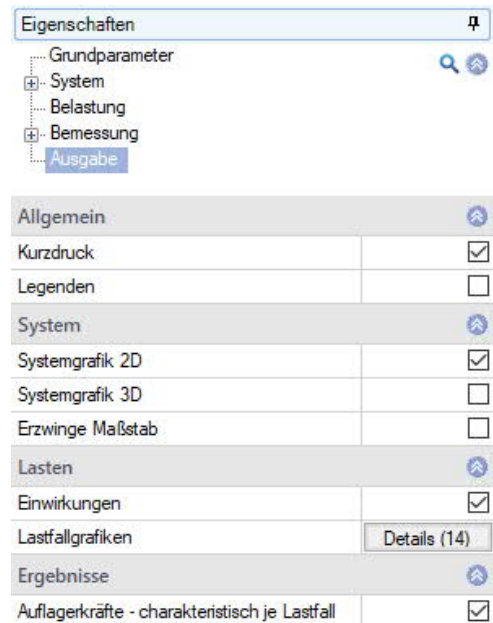 Eigenschaften
Grundparameter
System
Belastung
Bemessung
Ausgabe
Allgemein
Kurzdruck
Legenden
System
Systemgrafik 2D
Systemgrafik 3D
Erzwinge Maßstab
Lasten
Einwirkungen
Lastfallgrafiken Details (14)
Ergebnisse
Auflagerkräfte - charakteristisch je Lastfall